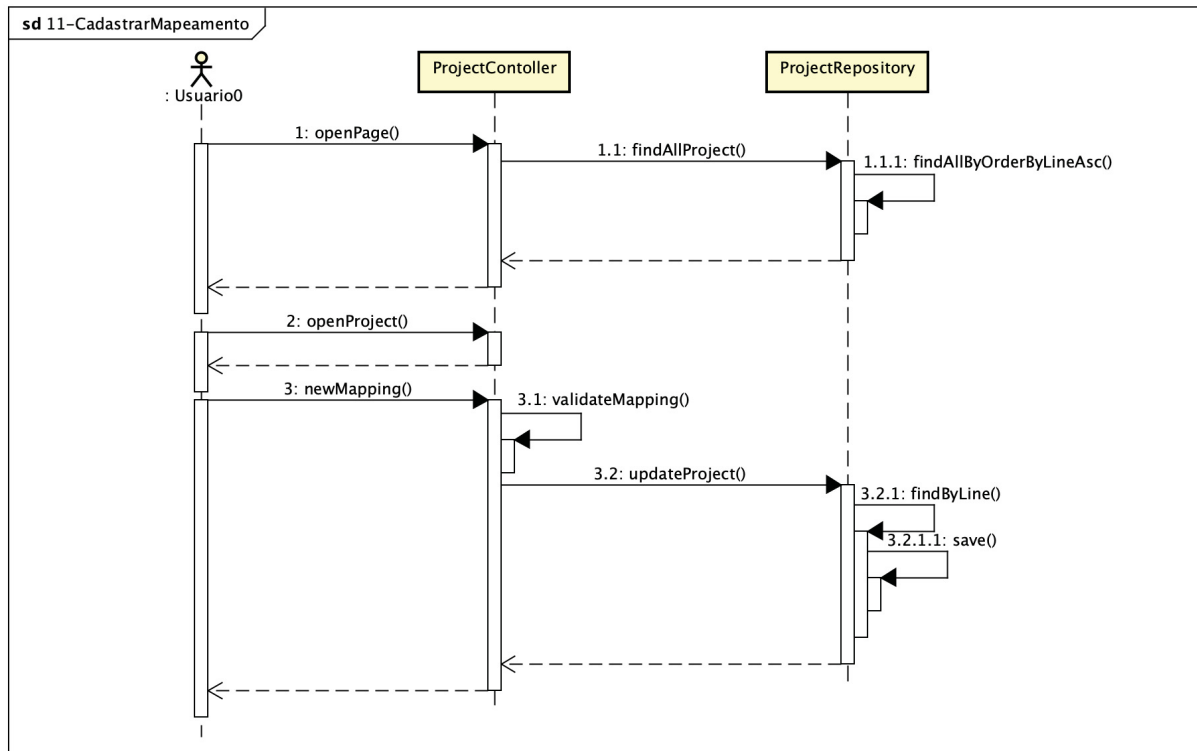 sd 11-CadastrarMapeamento
: Usuario0
ProjectContoller
ProjectRepository
1: openPage()
1.1: findAllProject()
1.1.1: findAllByOrderByLineAsc()
2: openProject()
3: newMapping()
3.1: validateMapping()
3.2: updateProject()
3.2.1: findByLine()
3.2.1.1: save()